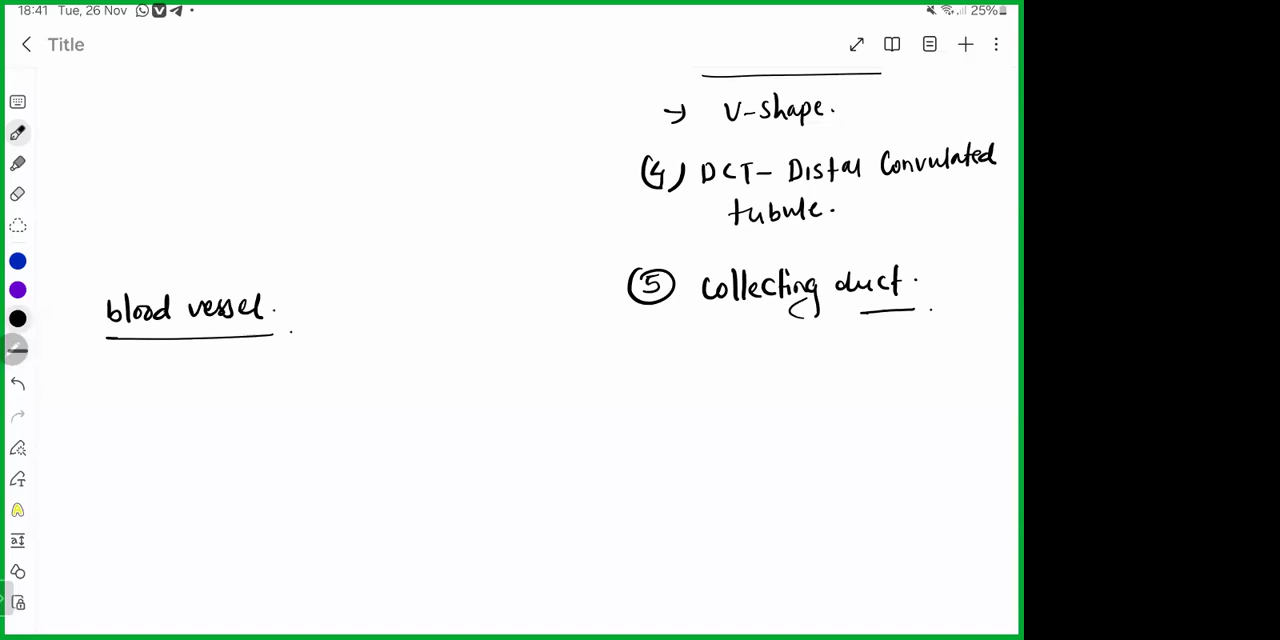 18:41 Tue, 26 Nov
25%
Title
→ V-shape.
(4) DCT- Distal Convulated
tubule.
⑤ Collecting duct.
blood vessel.